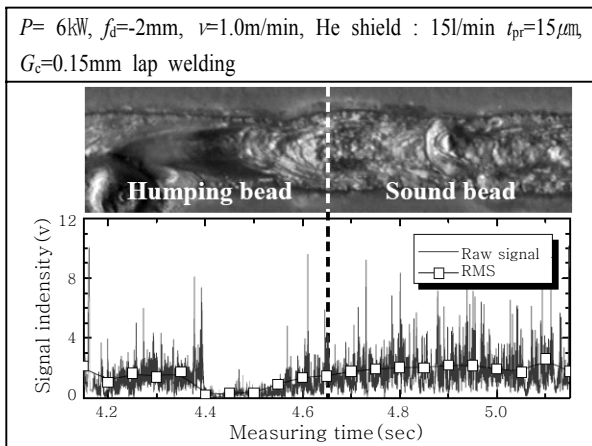 P= 6kW, fd=-2mm, v=1.0m/min, He shield : 15l/min tpr=15μm,
Gc=0.15mm lap welding
Humping bead
Sound bead
12
8
4
0
Signal indensity(v)
Raw signal
RMS
4.2 4.4 4.6 4.8 5.0
Measuring time(sec)